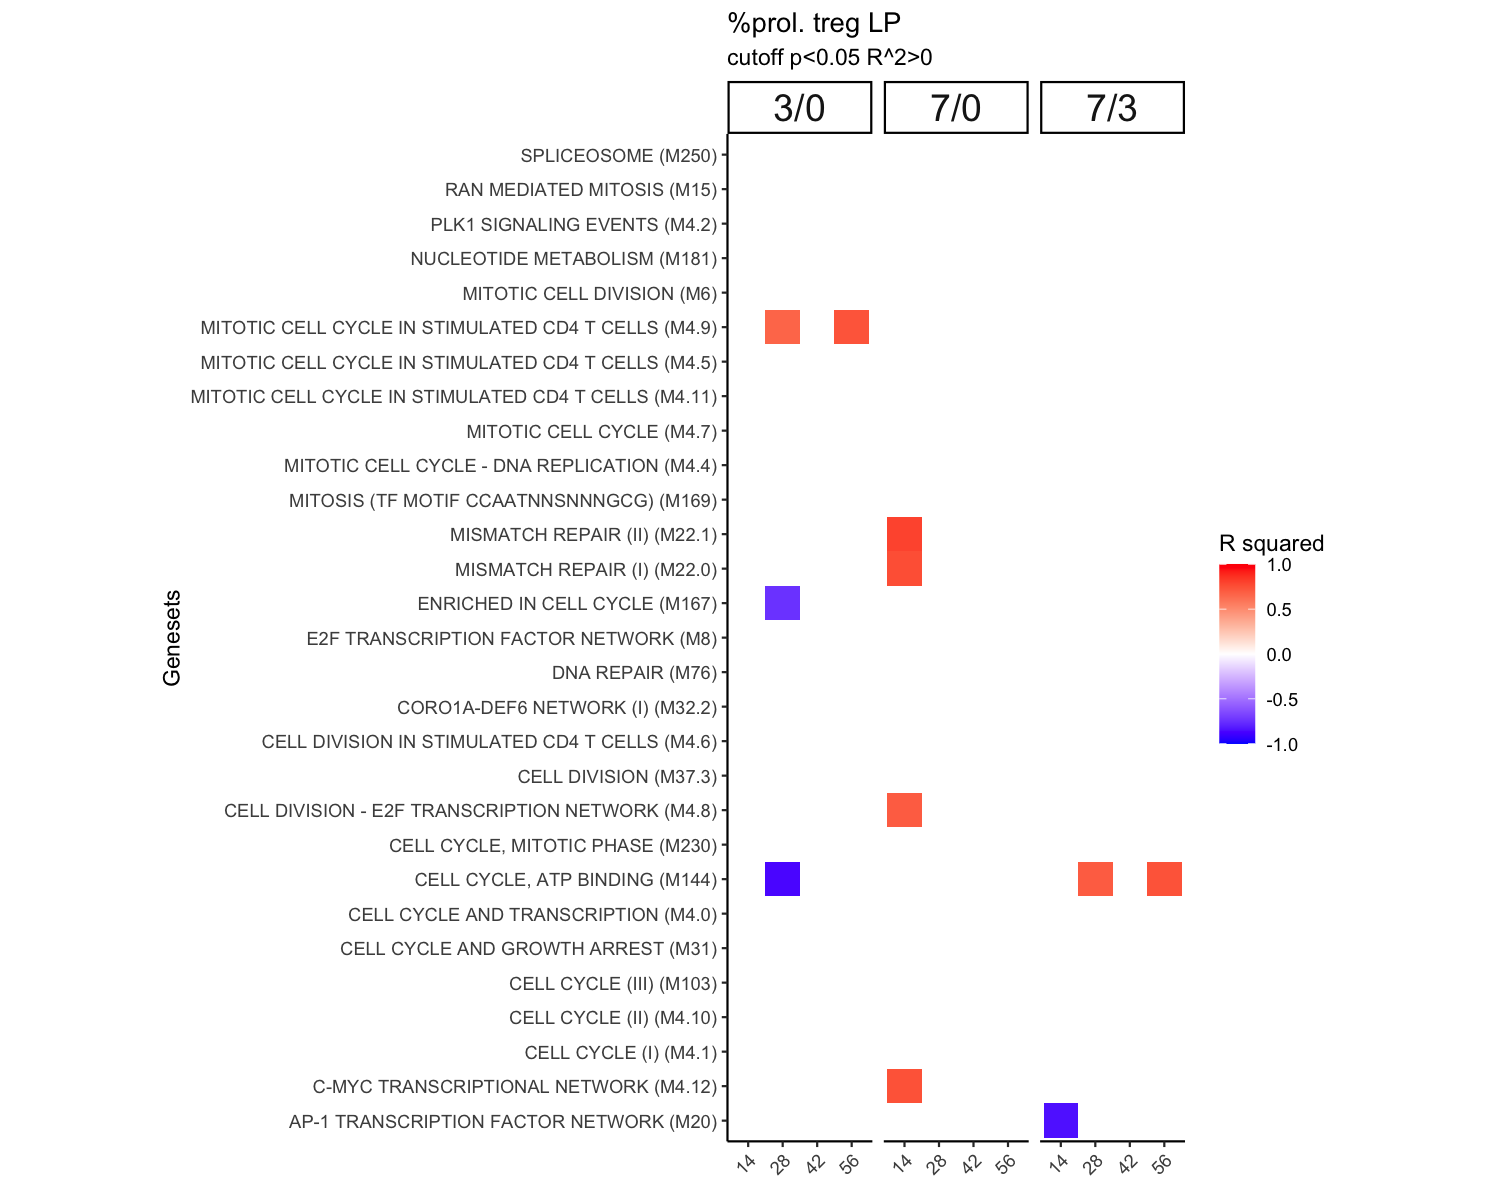 %prol. treg LP
cutoff p<0.05 R^2>0
3/0 7/0 7/3
SPLICEOSOME (M250)
RAN MEDIATED MITOSIS (M15)
PLK1 SIGNALING EVENTS (M4.2)
NUCLEOTIDE METABOLISM (M181)
MITOTIC CELL DIVISION (M6)
MITOTIC CELL CYCLE IN STIMULATED CD4 T CELLS (M4.9)
MITOTIC CELL CYCLE IN STIMULATED CD4 T CELLS (M4.5)
MITOTIC CELL CYCLE IN STIMULATED CD4 T CELLS (M4.11)
MITOTIC CELL CYCLE (M4.7)
MITOTIC CELL CYCLE - DNA REPLICATION (M4.4)
MITOSIS (TF MOTIF CCAATNNSNNNGCG) (M169)
MISMATCH REPAIR (II) (M22.1)
MISMATCH REPAIR (I) (M22.0)
ENRICHED IN CELL CYCLE (M167)
E2F TRANSCRIPTION FACTOR NETWORK (M8)
DNA REPAIR (M76)
CORO1A-DEF6 NETWORK (I) (M32.2)
CELL DIVISION IN STIMULATED CD4 T CELLS (M4.6)
CELL DIVISION (M37.3)
CELL DIVISION - E2F TRANSCRIPTION NETWORK (M4.8)
CELL CYCLE, MITOTIC PHASE (M230)
CELL CYCLE, ATP BINDING (M144)
CELL CYCLE AND TRANSCRIPTION (M4.0)
CELL CYCLE AND GROWTH ARREST (M31)
CELL CYCLE (III) (M103)
CELL CYCLE (II) (M4.10)
CELL CYCLE (I) (M4.1)
C-MYC TRANSCRIPTIONAL NETWORK (M4.12)
AP-1 TRANSCRIPTION FACTOR NETWORK (M20)
Genesets
14 28 42 56 14 28 42 56 14 28 42 56
R squared
1.0
0.5
0.0
-0.5
-1.0